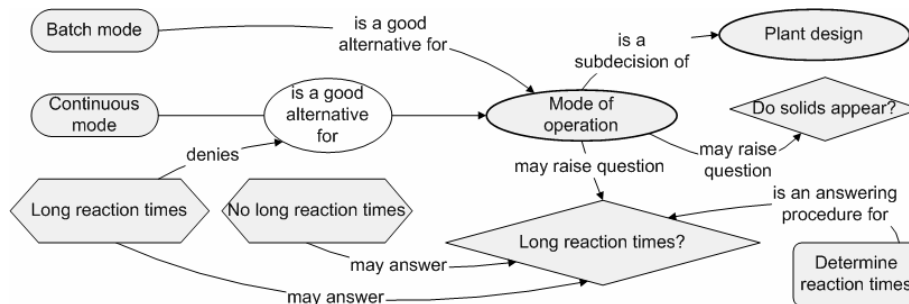 Batch mode
is a good
alternative for
is a
subdecision of
Plant design
Continuous
mode
is a good
alternative
for
Mode of
operation
Do solids appear?
denies
may raise question
may raise
question
Long reaction times
No long reaction times
Long reaction times?
is an answering
procedure for
may answer
may answer
Determine
reaction times